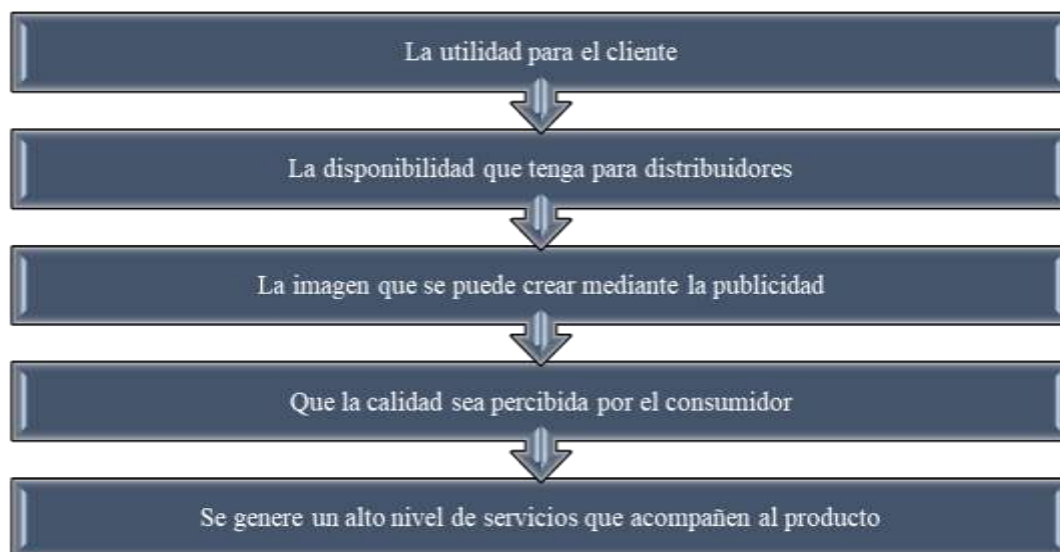 La utilidad para el cliente
La disponibilidad que tenga para distribuidores
La imagen que se puede crear mediante la publicidad
Que la calidad sea percibida por el consumidor
Se genere un alto nivel de servicios que acompañen al producto